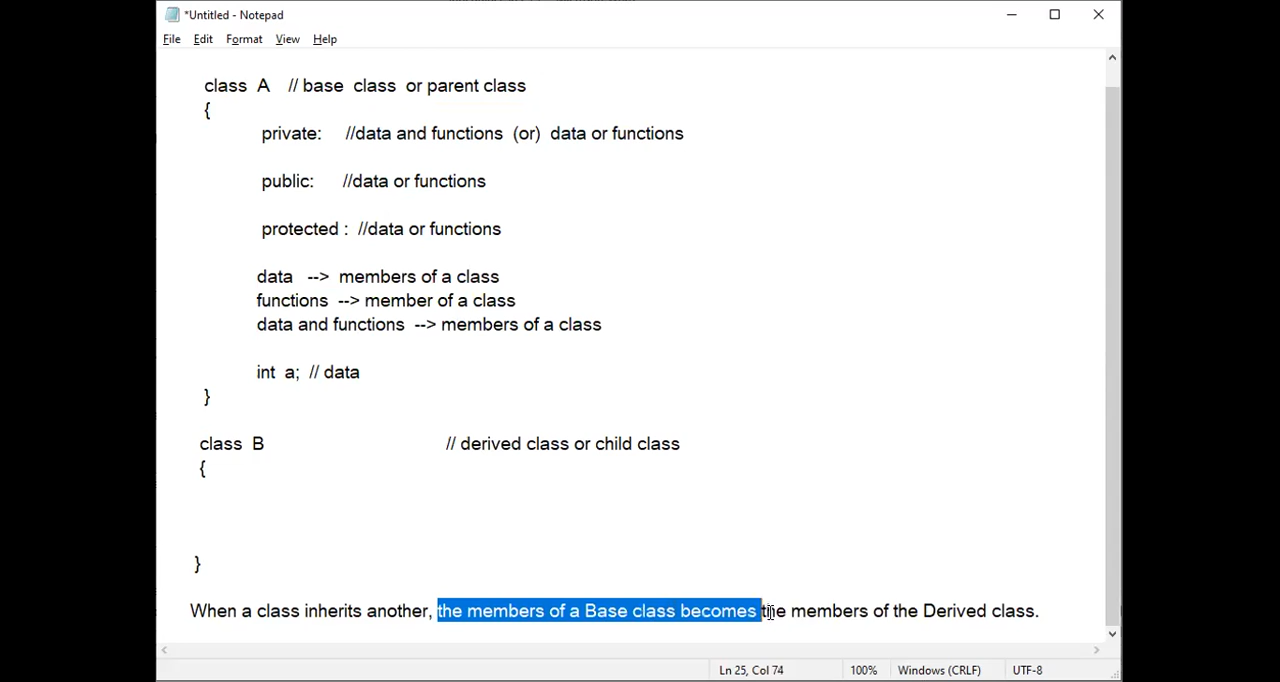 *Untitled - Notepad
File Edit Format View Help
class A // base class or parent class
{
private: //data and functions (or) data or functions
public: //data or functions
protected : //data or functions
data --> members of a class
functions --> member of a class
data and functions --> members of a class
int a; // data
}
class B // derived class or child class
{
}
When a class inherits another, the members of a Base class becomes the members of the Derived class.
Ln 25, Col 74 100% Windows (CRLF) UTF-8